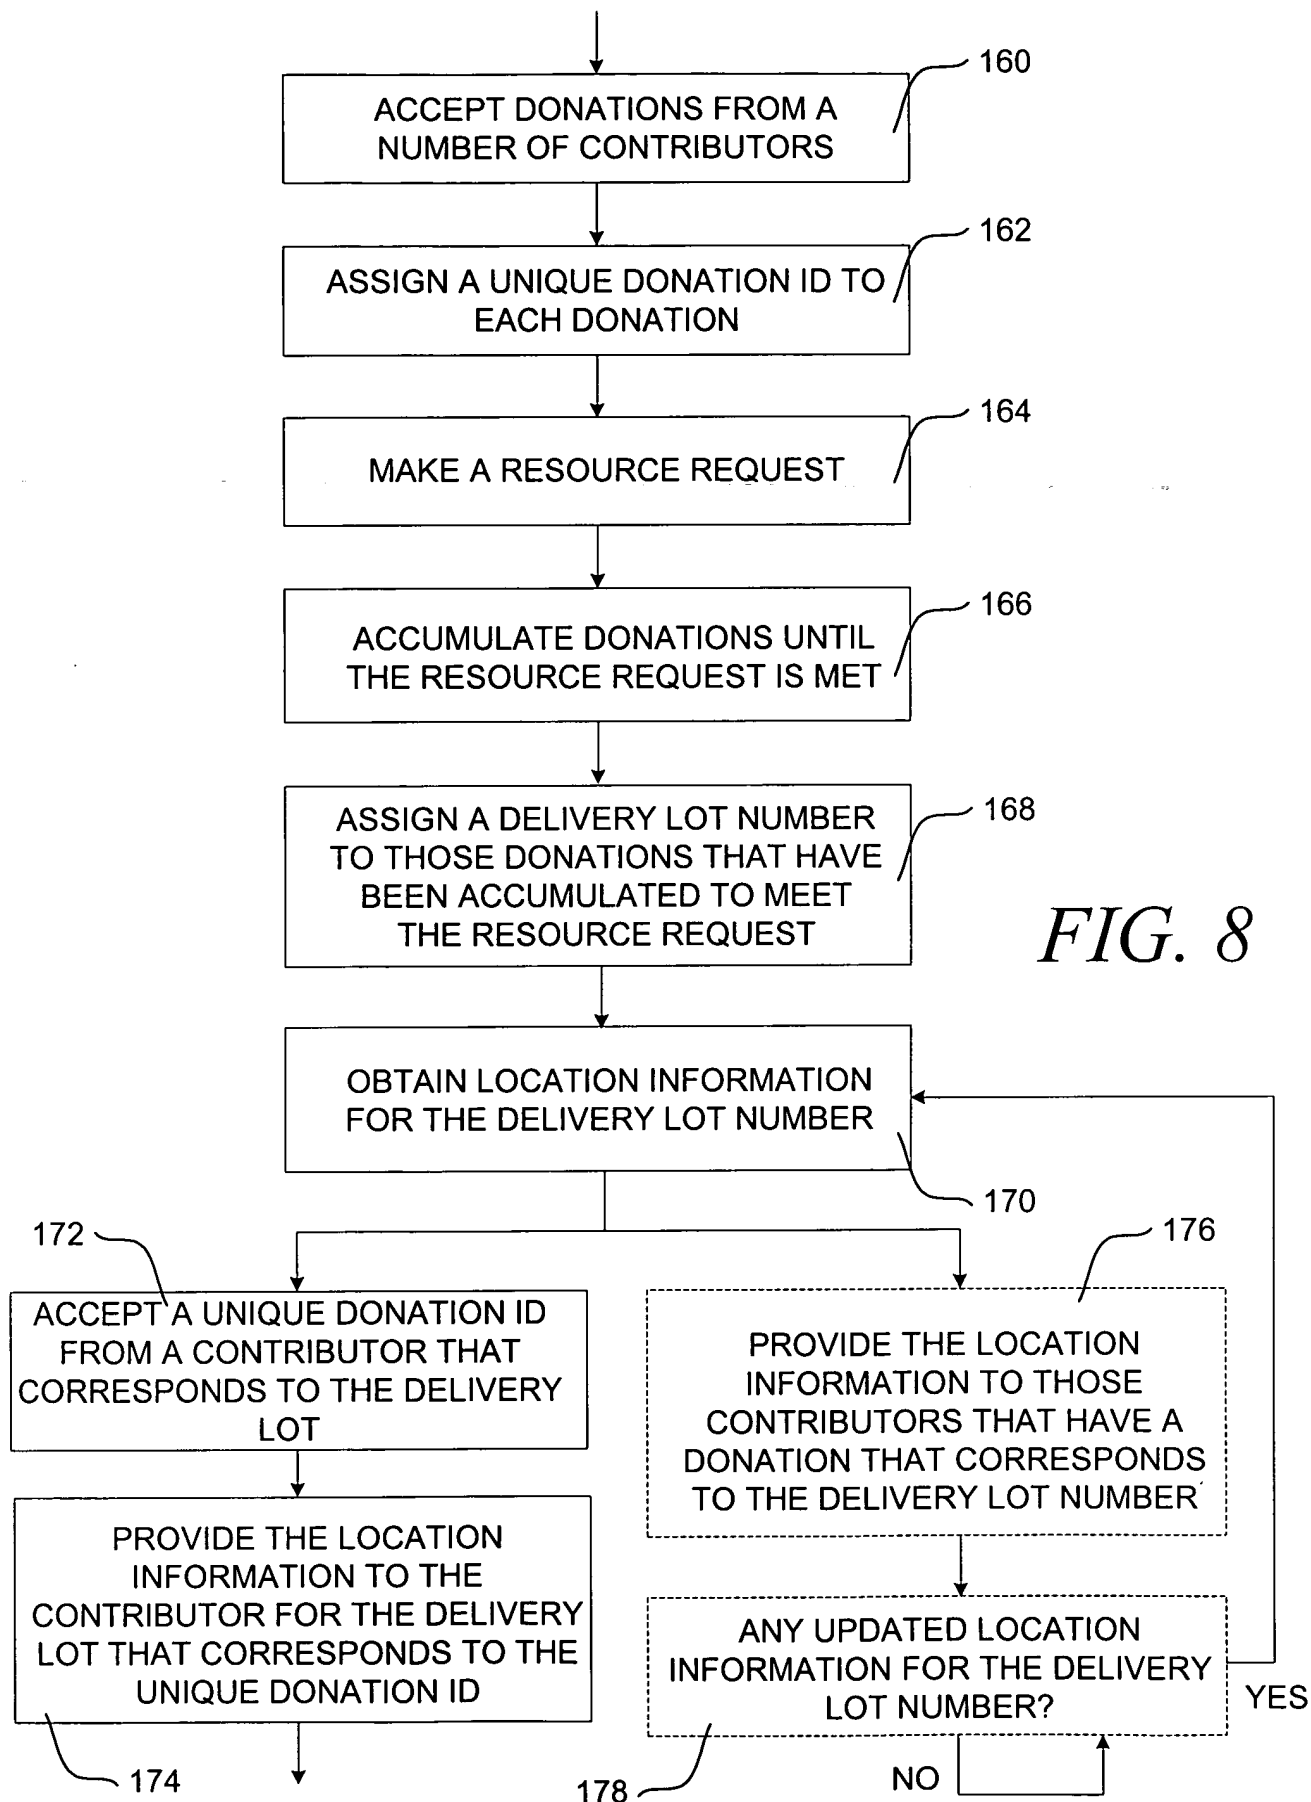 160
ACCEPT DONATIONS FROM A
NUMBER OF CONTRIBUTORS
162
ASSIGN A UNIQUE DONATION ID TO
EACH DONATION
164
MAKE A RESOURCE REQUEST
166
ACCUMULATE DONATIONS UNTIL
THE RESOURCE REQUEST IS MET
168
ASSIGN A DELIVERY LOT NUMBER
TO THOSE DONATIONS THAT HAVE
BEEN ACCUMULATED TO MEET
THE RESOURCE REQUEST
FIG. 8
OBTAIN LOCATION INFORMATION
FOR THE DELIVERY LOT NUMBER
170
172
ACCEPT A UNIQUE DONATION ID
FROM A CONTRIBUTOR THAT
CORRESPONDS TO THE DELIVERY
LOT
PROVIDE THE LOCATION
INFORMATION TO THE
CONTRIBUTOR FOR THE DELIVERY
LOT THAT CORRESPONDS TO THE
UNIQUE DONATION ID
174
176
PROVIDE THE LOCATION
INFORMATION TO THOSE
CONTRIBUTORS THAT HAVE A
DONATION THAT CORRESPONDS
TO THE DELIVERY LOT NUMBER
ANY UPDATED LOCATION
INFORMATION FOR THE DELIVERY
LOT NUMBER?
YES
NO
178